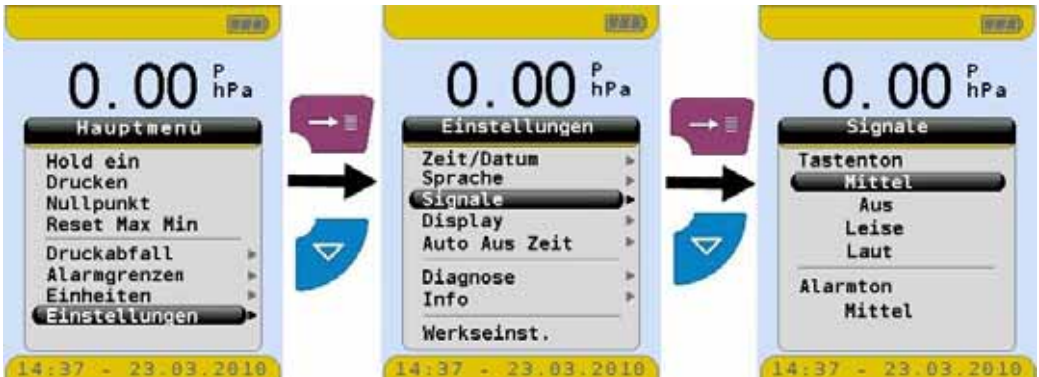 0.00 P hPa
Hauptmenü
Hold ein
Drucken
Nullpunkt
Reset Max Min
Druckabfall
Alarmgrenzen
Einheiten
Einstellungen
14:37 - 23.03.2010
0.00 P hPa
Einstellungen
Zeit/Datum
Sprache
Signale
Display
Auto Aus Zeit
Diagnose
Info
Werkseinst.
14:37 - 23.03.2010
0.00 P hPa
Signale
Tastenton
Mittel
Aus
Leise
Laut
Alarmton
Mittel
14:37 - 23.03.2010